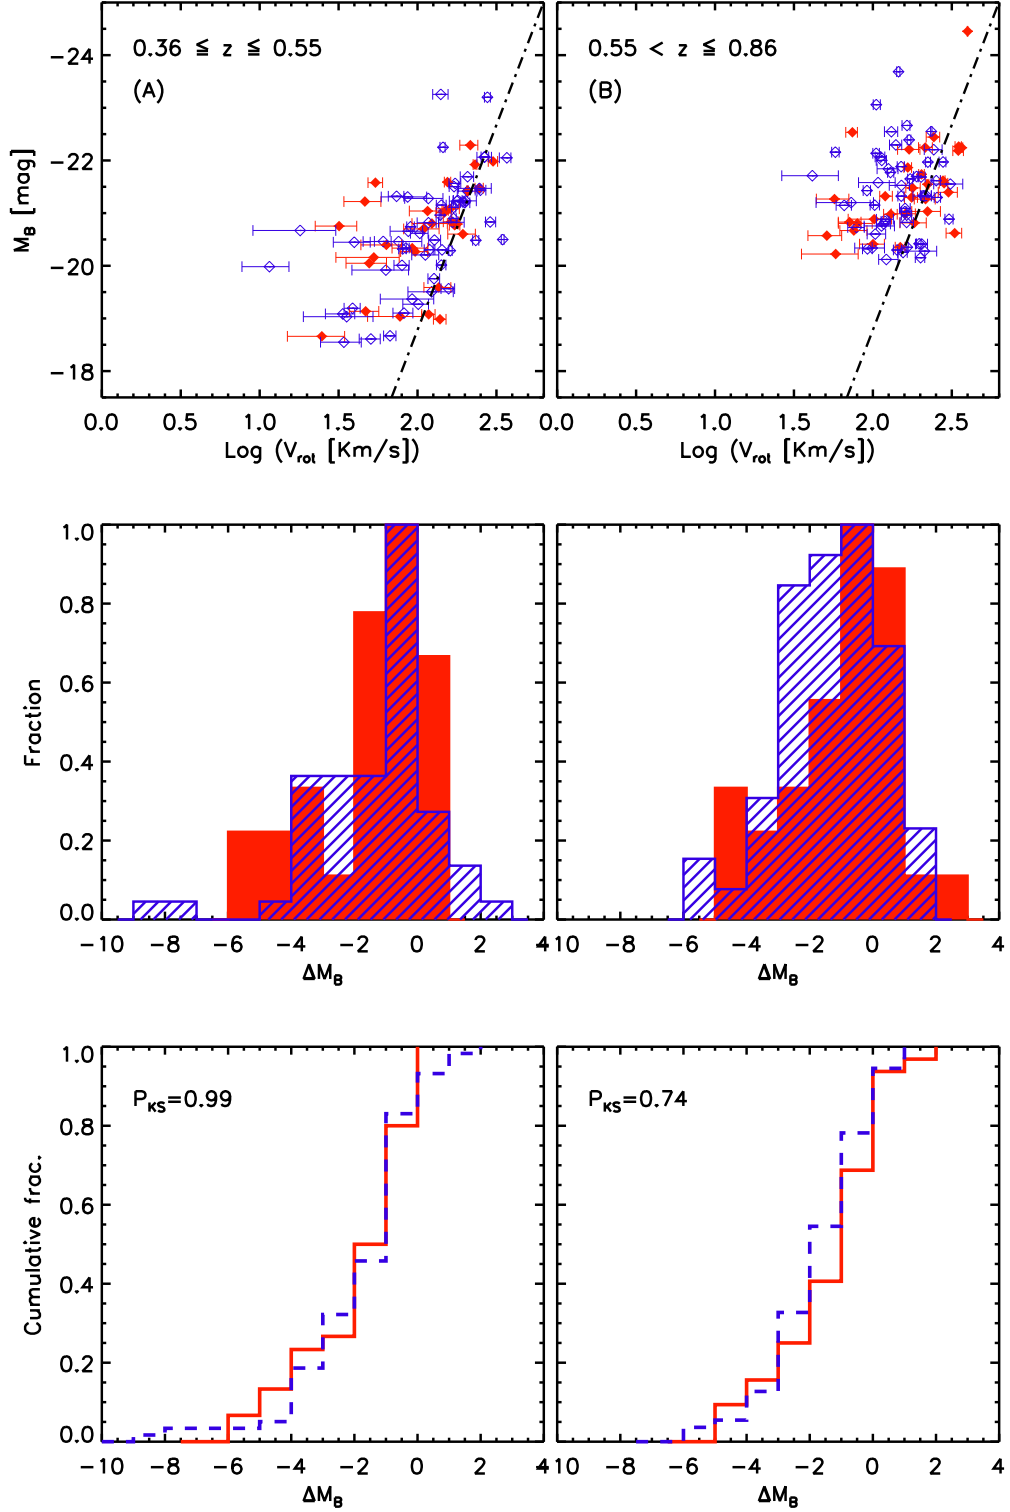 0.36 ≦ z ≦ 0.55
(A)
0.55 < z ≦ 0.86
(B)
M_B [mag]
-24
-22
-20
-18
0.0 0.5 1.0 1.5 2.0 2.5
0.0 0.5 1.0 1.5 2.0 2.5
Log (V_rot [Km/s])
Log (V_rot [Km/s])
Fraction
1.0
0.8
0.6
0.4
0.2
0.0
-10 -8 -6 -4 -2 0 2 4
-10 -8 -6 -4 -2 0 2 4
ΔM_B
ΔM_B
P_KS=0.99
P_KS=0.74
Cumulative frac.
1.0
0.8
0.6
0.4
0.2
0.0
-10 -8 -6 -4 -2 0 2 4
-10 -8 -6 -4 -2 0 2 4
ΔM_B
ΔM_B